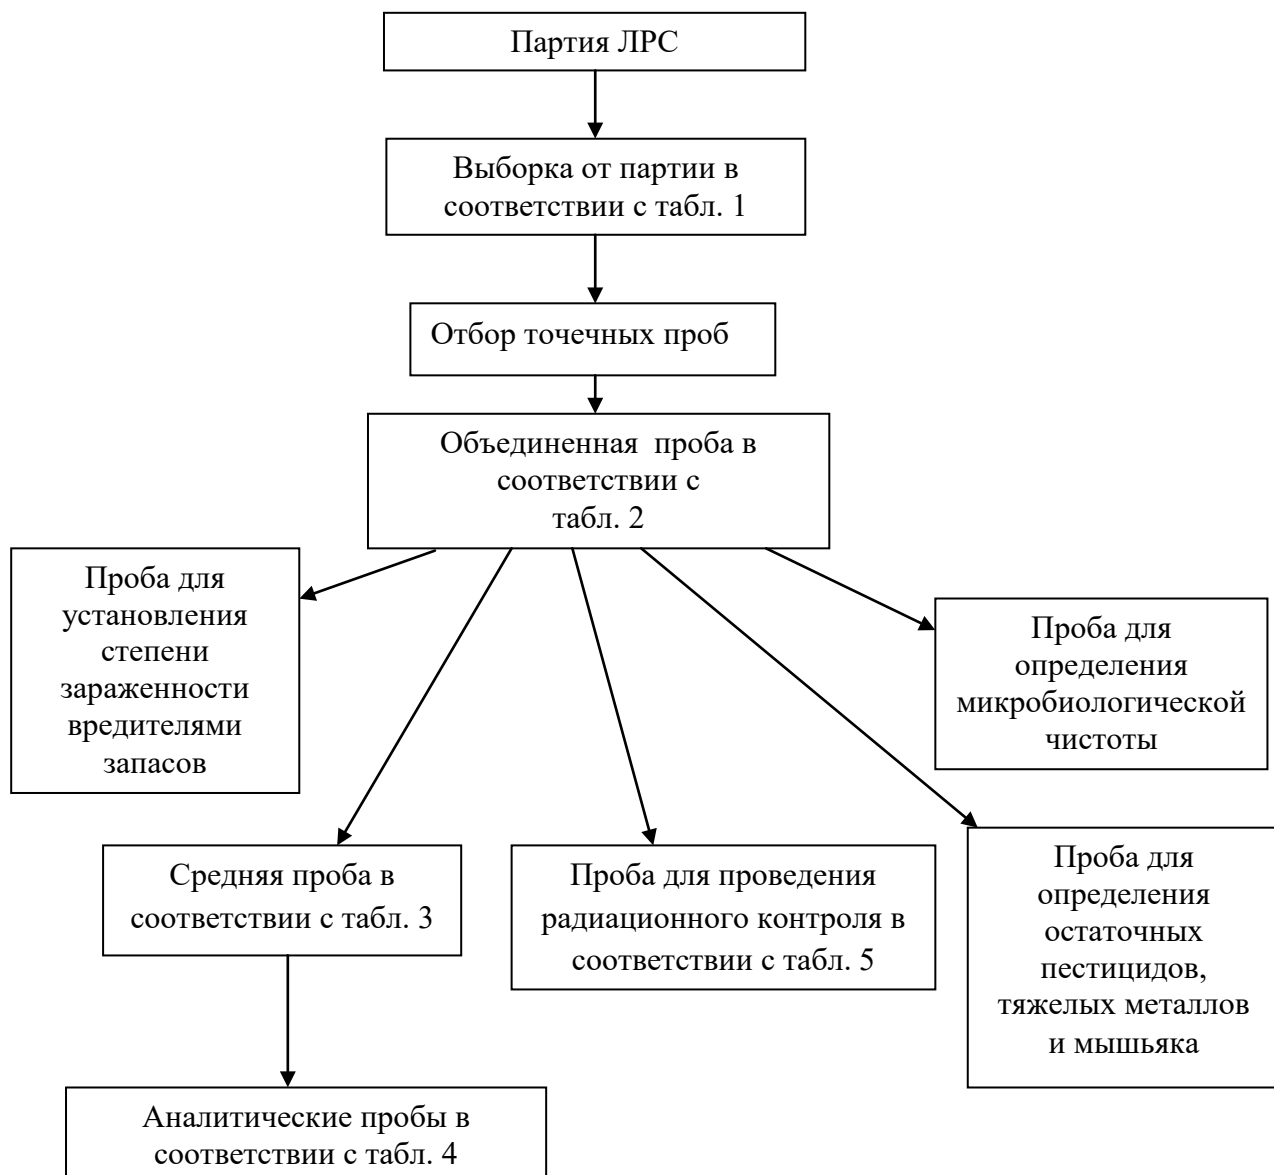 Партия ЛРС
Выборка от партии в
соответствии с табл. 1
Отбор точечных проб
Объединенная проба в
соответствии с
табл. 2
Проба для
установления
степени
зараженности
вредителями
запасов
Проба для
определения
микробиологической
чистоты
Средняя проба в
соответствии с табл. 3
Проба для проведения
радиационного контроля в
соответствии с табл. 5
Проба для
определения
остаточных
пестицидов,
тяжелых металлов
и мышьяка
Аналитические пробы в
соответствии с табл. 4